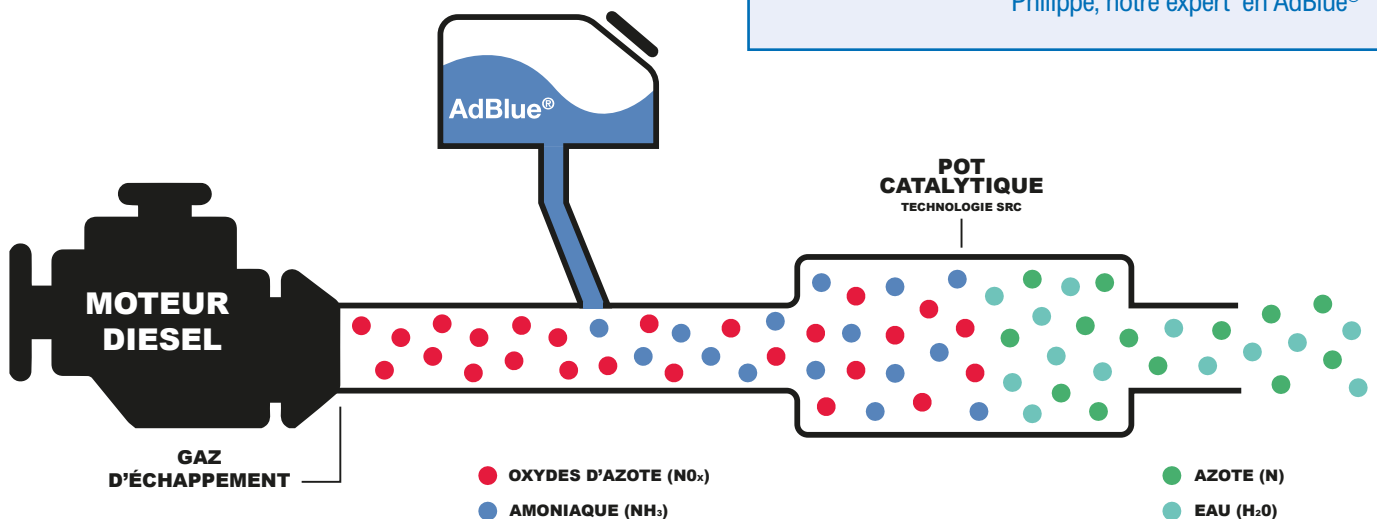 Philippe, notre expert en AdBlue®
AdBlue®
POT
CATALYTIQUE
TECHNOLOGIE SRC
MOTEUR
DIESEL
GAZ
D'ÉCHAPPEMENT
OXYDES D'AZOTE (N0x)
AMONIAQUE (NH₃)
AZOTE (N)
EAU (H₂0)